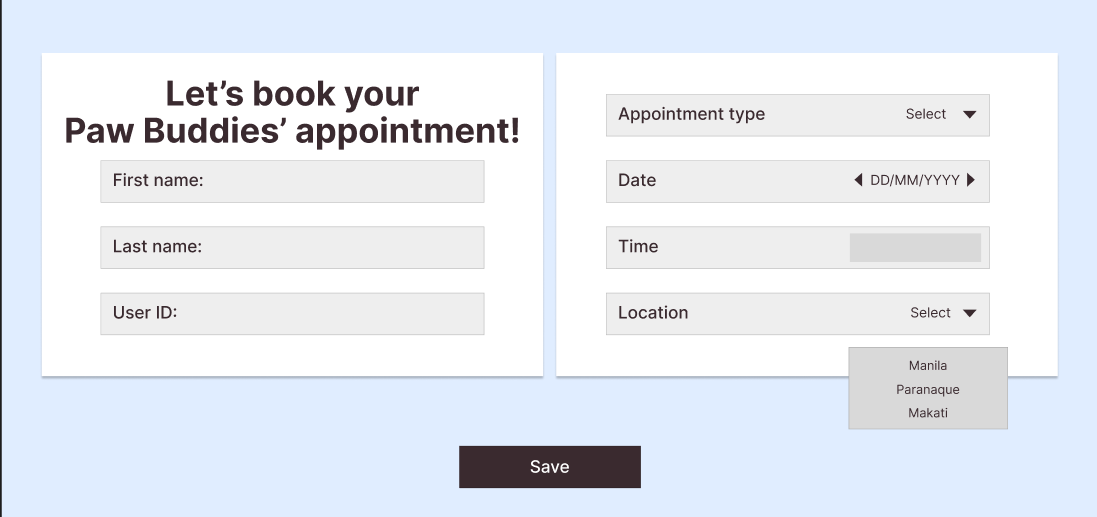 Let’s book your
Paw Buddies’ appointment!
First name:
Last name:
User ID:
Appointment type Select
Date DD/MM/YYYY
Time
Location Select
Manila
Paranaque
Makati
Save